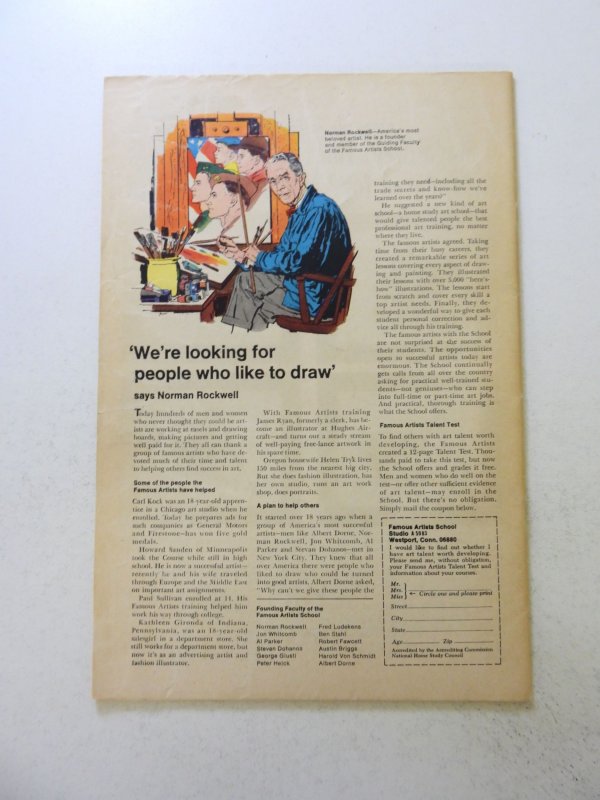 Norman Rockwell—America's most
beloved artist. He is a founder
and member of the Guiding Faculty
of the Famous Artists School.
'We're looking for
people who like to draw'
says Norman Rockwell
Today hundreds of men and women
who never thought they could be art-
ists are working at easels and drawing
boards, making pictures and getting
well paid for it. They all can thank a
group of famous artists who have de-
voted much of their time and talent
to helping others find success in art.
Some of the people the
Famous Artists have helped
Carl Kock was an 18-year-old appren-
tice in a Chicago art studio when he
enrolled. Today he prepares ads for
such companies as General Motors
and Firestone—has won five gold
medals.
Howard Sanden of Minneapolis
took the Course while still in high
school. He is now a successful artist—
recently he and his wife traveled
through Europe and the Middle East
on important art assignments.
Paul Sullivan enrolled at 14. His
Famous Artists training helped him
work his way through college.
Kathleen Gironda of Indiana,
Pennsylvania, was an 18-year-old
salesgirl in a department store. She
still works for a department store, but
now it's as an advertising artist and
fashion illustrator.
With Famous Artists training
James Ryan, formerly a clerk, has be-
come an illustrator at Hughes Air-
craft—and turns out a steady stream
of well-paying free-lance artwork in
his spare time.
Oregon housewife Helen Tryk lives
150 miles from the nearest big city.
But she does fashion illustration, has
her own studio, runs an art work
shop, does portraits.
A plan to help others
It started over 18 years ago when a
group of America's most successful
artists—men like Albert Dorne, Nor-
man Rockwell, Jon Whitcomb, Al
Parker and Stevan Dohanos—met in
New York City. They knew that all
over America there were people who
liked to draw who could be turned
into good artists. Albert Dorne asked,
"Why can't we give these people the
Founding Faculty of the
Famous Artists School
Norman Rockwell Fred Ludekens
Jon Whitcomb Ben Stahl
Al Parker Robert Fawcett
Stevan Dohanos Austin Briggs
George Giusti Harold Von Schmidt
Peter Helck Albert Dorne
training they need—including all the
trade secrets and know-how we've
learned over the years?"
He suggested a new kind of art
school—a home study art school—that
would give talented people the best
professional art training, no matter
where they live.
The famous artists agreed. Taking
time from their busy careers, they
created a remarkable series of art
lessons covering every aspect of draw-
ing and painting. They illustrated
their lessons with over 5,000 "here's-
how" illustrations. The lessons start
from scratch and cover every skill a
top artist needs. Finally, they de-
veloped a wonderful way to give each
student personal correction and ad-
vice all through his training.
The famous artists with the School
are not surprised at the success of
their students. The opportunities
open to successful artists today are
enormous. The School continually
gets calls from all over the country
asking for practical well-trained stu-
dents—not geniuses—who can step
into full-time or part-time art jobs.
And practical, thorough training is
what the School offers.
Famous Artists Talent Test
To find others with art talent worth
developing, the Famous Artists
created a 12-page Talent Test. Thou-
sands paid to take this test, but now
the School offers and grades it free.
Men and women who do well on the
test—or offer other sufficient evidence
of art talent—may enroll in the
School. But there's no obligation.
Simply mail the coupon below.
Famous Artists School
Studio
Westport, Conn. 06880
I would like to find out whether I
have art talent worth developing.
Please send me, without obligation,
your Famous Artists Talent Test and
information about your courses.
Mr.
Mrs. ← Circle one and please print
Miss
Street
City
State
Age Zip
Accredited by the Accrediting Commission
National Home Study Council